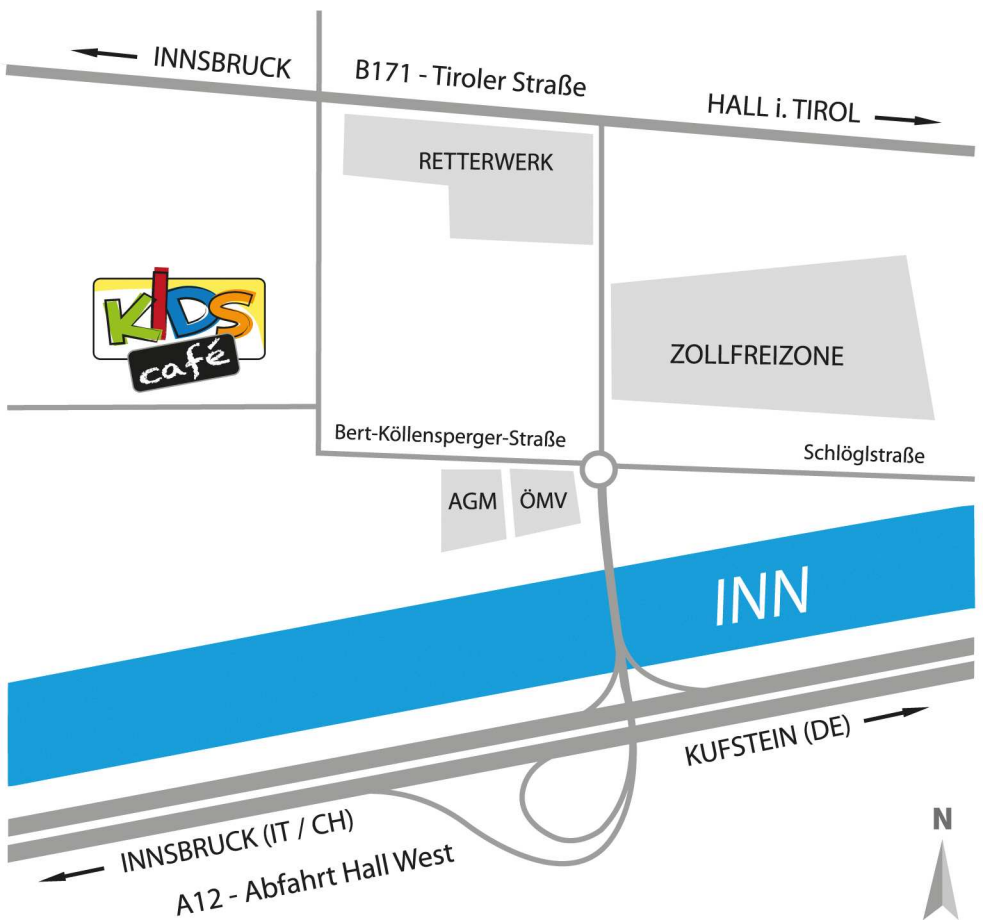 INNSBRUCK
B171 - Tiroler Straße
HALL i. TIROL
RETTERWERK
KIDS
café
ZOLLFREIZONE
Bert-Köllensperger-Straße
Schlöglstraße
AGM
ÖMV
INN
KUFSTEIN (DE)
INNSBRUCK (IT / CH)
A12 - Abfahrt Hall West
N